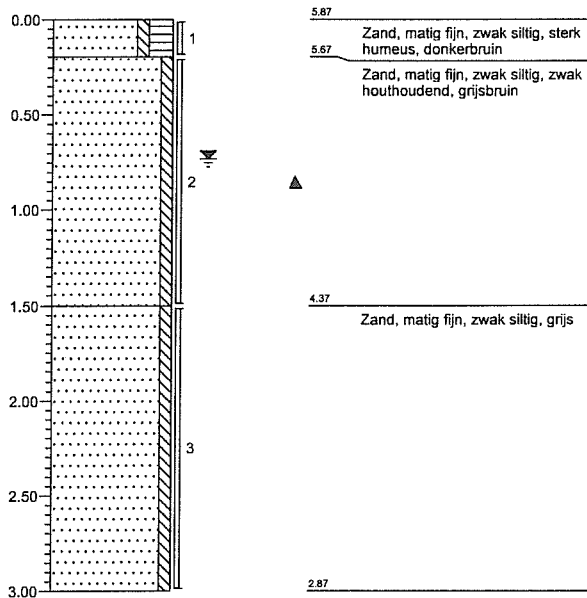 5.87
0.00
1
Zand, matig fijn, zwak siltig, sterk
humeus, donkerbruin
5.67
Zand, matig fijn, zwak siltig, zwak
houthoudend, grijsbruin
0.50
2
1.00
4.37
1.50
Zand, matig fijn, zwak siltig, grijs
2.00
3
2.50
2.87
3.00